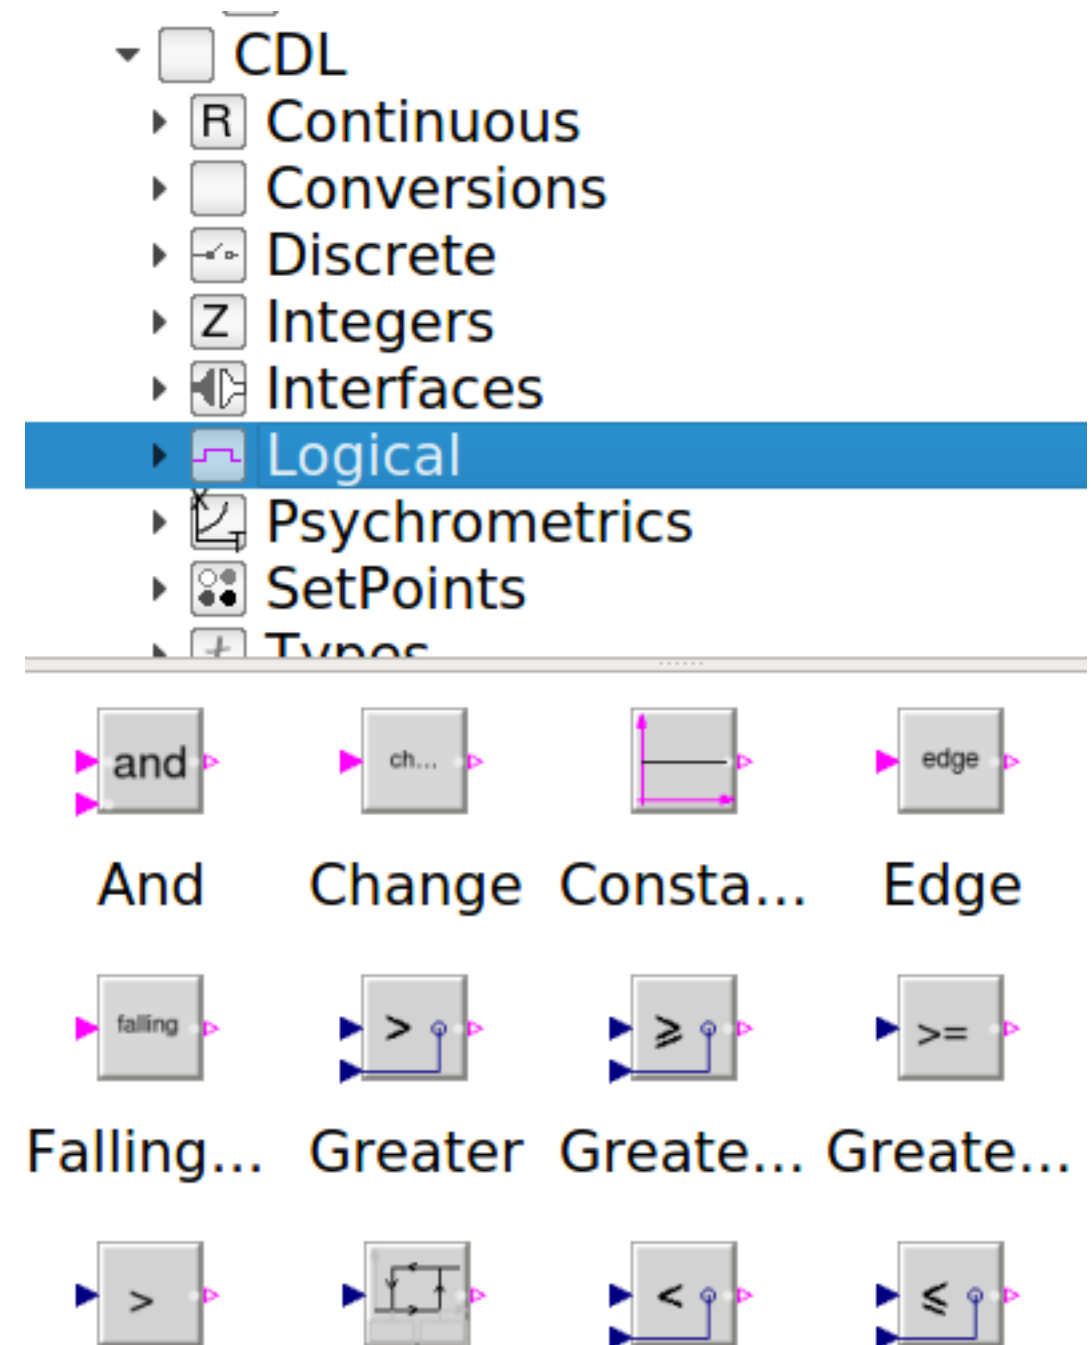 CDL
R Continuous
Conversions
Discrete
Z Integers
Interfaces
Logical
X T Psychrometrics
SetPoints
Types
and ch... edge
And Change Consta... Edge
falling > ≥ >=
Falling... Greater Greate... Greate...
> < ≤